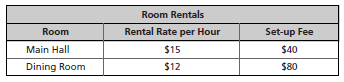 Room Rentals
Room Rental Rate per Hour Set-up Fee
Main Hall $15 $40
Dining Room $12 $80